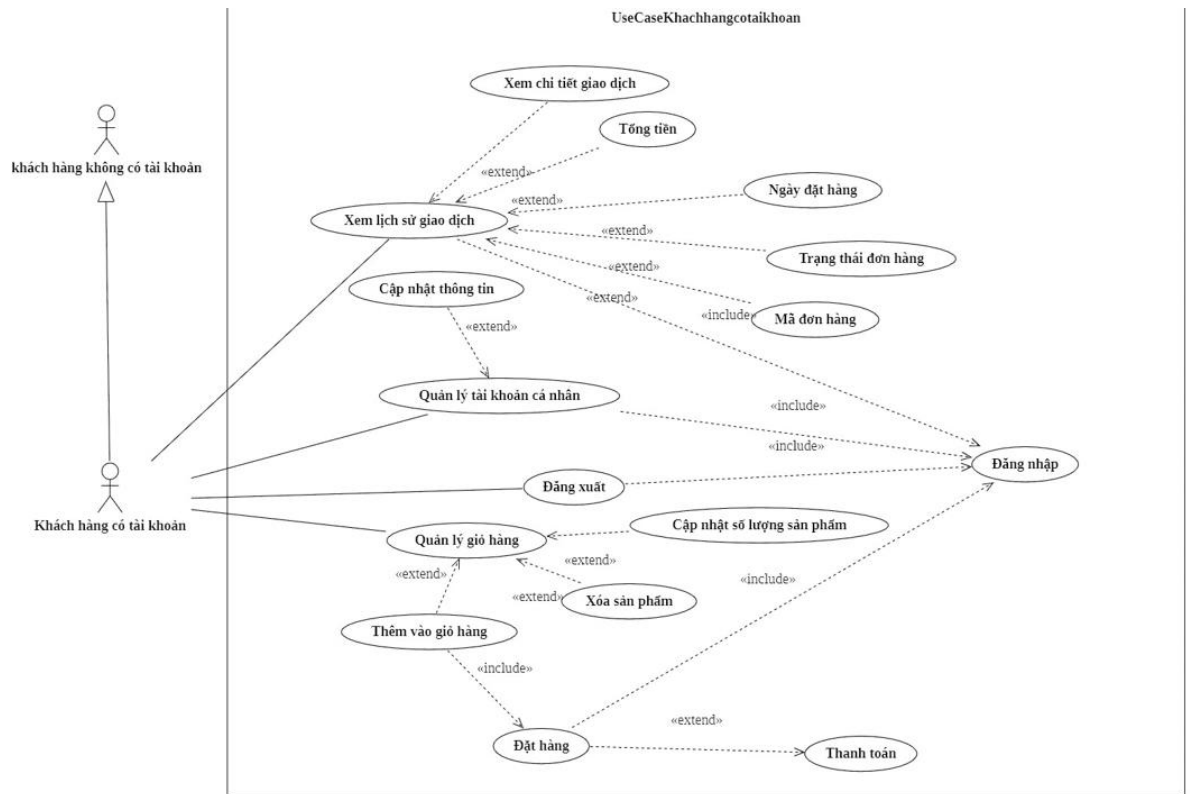 UseCaseKhachhangcotaikhoan
Xem chi tiết giao dịch
Tổng tiền
khách hàng không có tài khoản
«extend»
Ngày đặt hàng
«extend»
Xem lịch sử giao dịch
«extend»
Trạng thái đơn hàng
«extend»
Cập nhật thông tin
«extend»
«include»
Mã đơn hàng
«extend»
Quản lý tài khoản cá nhân
«include»
«include»
Đăng nhập
Đăng xuất
Khách hàng có tài khoản
Cập nhật số lượng sản phẩm
Quản lý giỏ hàng
«extend»
«extend»
«include»
«extend»
Xóa sản phẩm
Thêm vào giỏ hàng
«include»
«extend»
Đặt hàng
Thanh toán